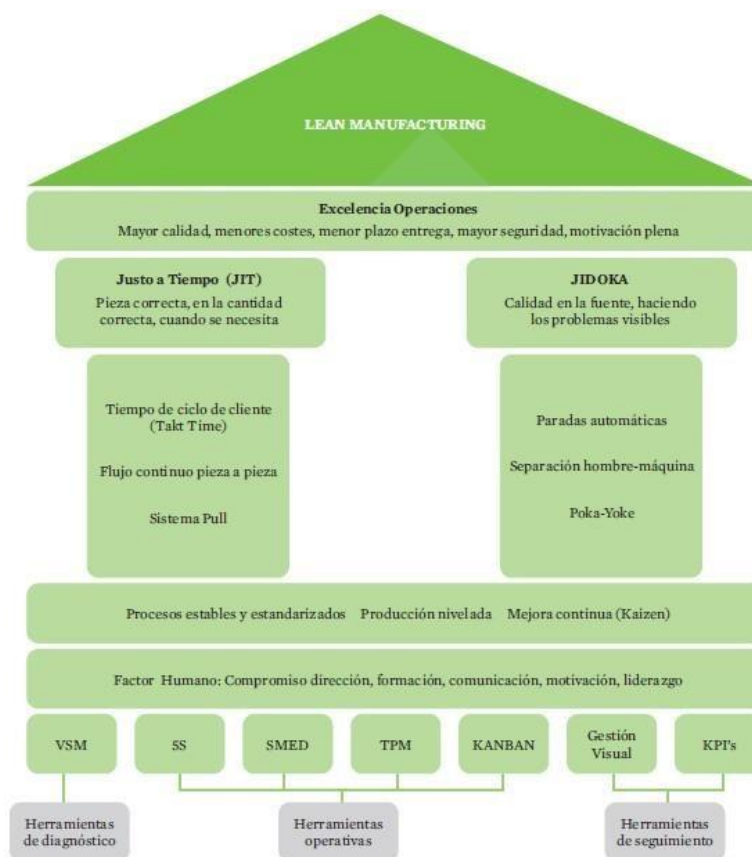 LEAN MANUFACTURING
Excelencia Operaciones
Mayor calidad, menores costes, menor plazo entrega, mayor seguridad, motivación plena
Justo a Tiempo (JIT)
Pieza correcta, en la cantidad
correcta, cuando se necesita
JIDOKA
Calidad en la fuente, haciendo
los problemas visibles
Tiempo de ciclo de cliente
(Takt Time)
Flujo continuo pieza a pieza
Sistema Pull
Paradas automáticas
Separación hombre-máquina
Poka-Yoke
Procesos estables y estandarizados Producción nivelada Mejora continua (Kaizen)
Factor Humano: Compromiso dirección, formación, comunicación, motivación, liderazgo
VSM
SS
SMED
TPM
KANBAN
Gestión
Visual
KPI's
Herramientas
de diagnóstico
Herramientas
operativas
Herramientas
de seguimiento